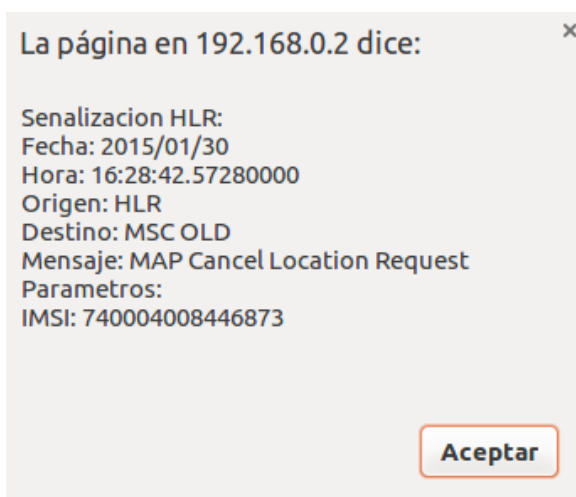 La página en 192.168.0.2 dice:
Senalizacion HLR:
Fecha: 2015/01/30
Hora: 16:28:42.57280000
Origen: HLR
Destino: MSC OLD
Mensaje: MAP Cancel Location Request
Parametros:
IMSI: 740004008446873
Aceptar